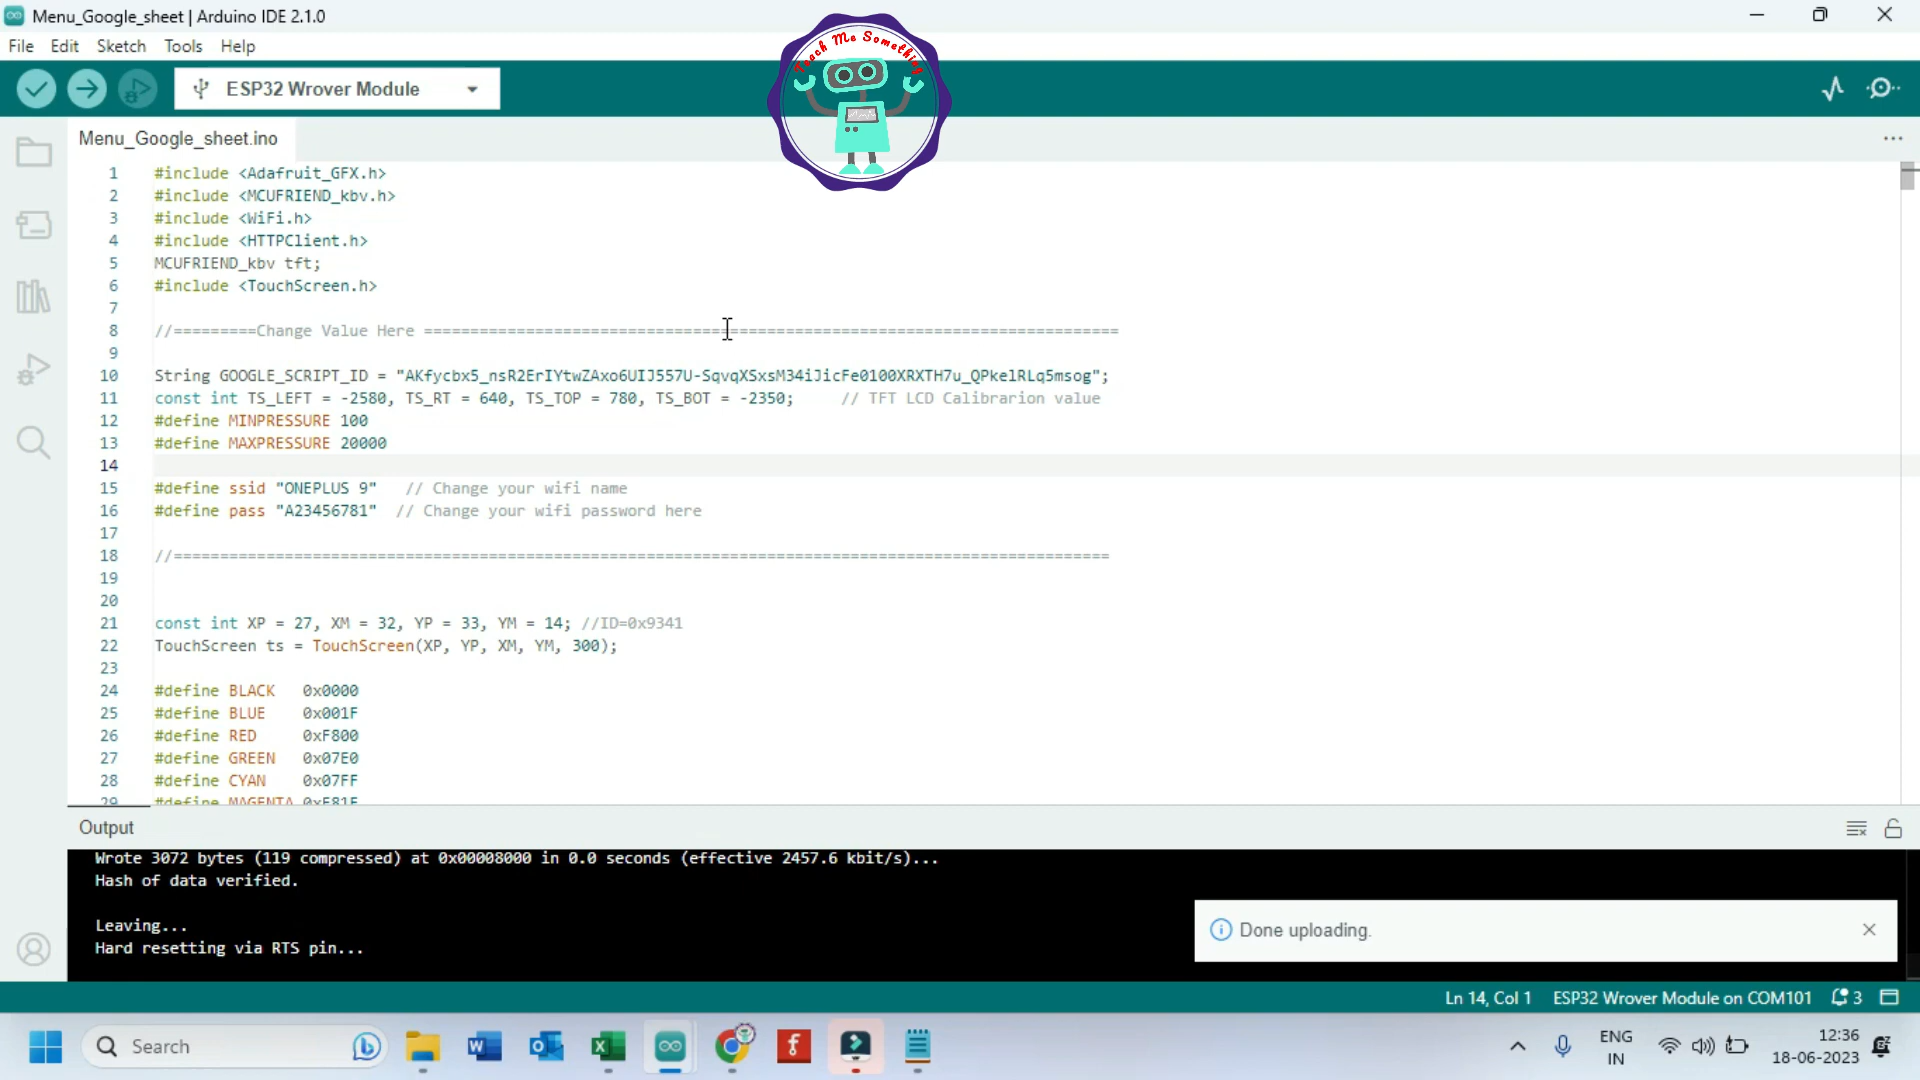 Menu_Google_sheet | Arduino IDE 2.1.0
File Edit Sketch Tools Help
Teach Me Something
ESP32 Wrover Module
Menu_Google_sheet.ino
1 #include <Adafruit_GFX.h>
2 #include <MCUFRIEND_kbv.h>
3 #include <WiFi.h>
4 #include <HTTPClient.h>
5 MCUFRIEND_kbv tft;
6 #include <TouchScreen.h>
7
8 //=========Change Value Here ===========================================================================
9
10 String GOOGLE_SCRIPT_ID = "AKfycbx5_nsR2ErIYtwZAxo6UIJ557U-SqvqXSxsM34iJicFe0100XRXTH7u_QPkelRLq5msog";
11 const int TS_LEFT = -2580, TS_RT = 640, TS_TOP = 780, TS_BOT = -2350; // TFT LCD Calibrarion value
12 #define MINPRESSURE 100
13 #define MAXPRESSURE 20000
14
15 #define ssid "ONEPLUS 9" // Change your wifi name
16 #define pass "A23456781" // Change your wifi password here
17
18 //=====================================================================================================
19
20
21 const int XP = 27, XM = 32, YP = 33, YM = 14; //ID=0x9341
22 TouchScreen ts = TouchScreen(XP, YP, XM, YM, 300);
23
24 #define BLACK 0x0000
25 #define BLUE 0x001F
26 #define RED 0xF800
27 #define GREEN 0x07E0
28 #define CYAN 0x07FF
29 #define MAGENTA 0xF81F
Output
Wrote 3072 bytes (119 compressed) at 0x00008000 in 0.0 seconds (effective 2457.6 kbit/s)...
Hash of data verified.
Leaving...
Hard resetting via RTS pin...
Done uploading.
Ln 14, Col 1 ESP32 Wrover Module on COM101 3
Search
ENG
IN
12:36
18-06-2023